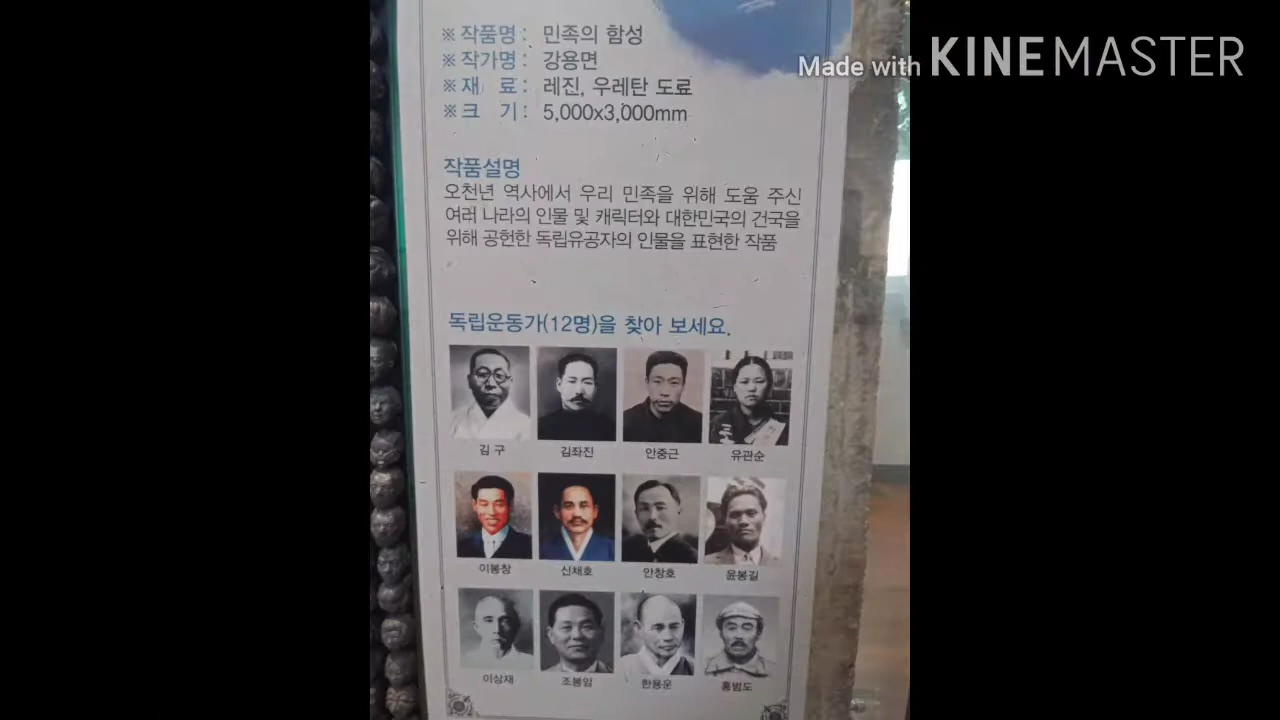 ※ 작품명 : 민족의 함성
※ 작가명 : 강용면
※ 재 료 : 레진, 우레탄 도료
※ 크 기 : 5,000x3,000mm
Made with KINEMASTER
작품설명
오천년 역사에서 우리 민족을 위해 도움 주신
여러 나라의 인물 및 캐릭터와 대한민국의 건국을
위해 공헌한 독립유공자의 인물을 표현한 작품
독립운동가(12명)을 찾아 보세요.
김 구 김좌진 안중근 유관순
이봉창 신채호 안창호 윤봉길
이상재 조봉암 한용운 홍범도